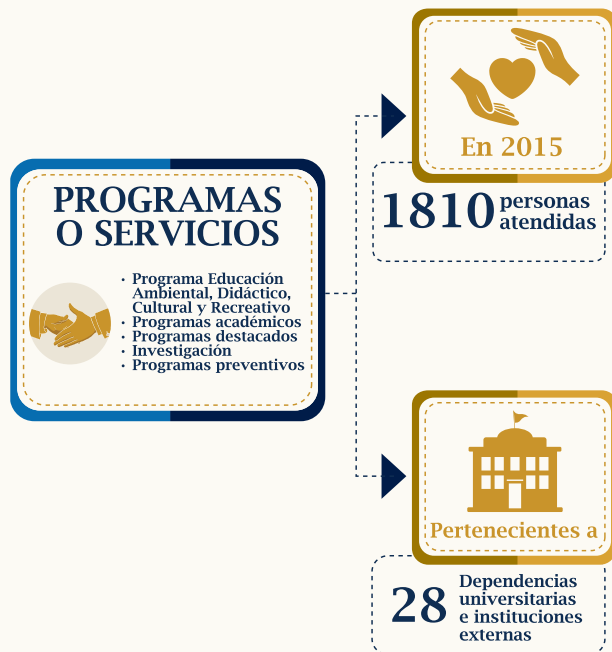 PROGRAMAS
O SERVICIOS
· Programa Educación
Ambiental, Didáctico,
Cultural y Recreativo
· Programas académicos
· Programas destacados
· Investigación
· Programas preventivos
En 2015
1810 personas
atendidas
Pertenecientes a
28 Dependencias
universitarias
e instituciones
externas